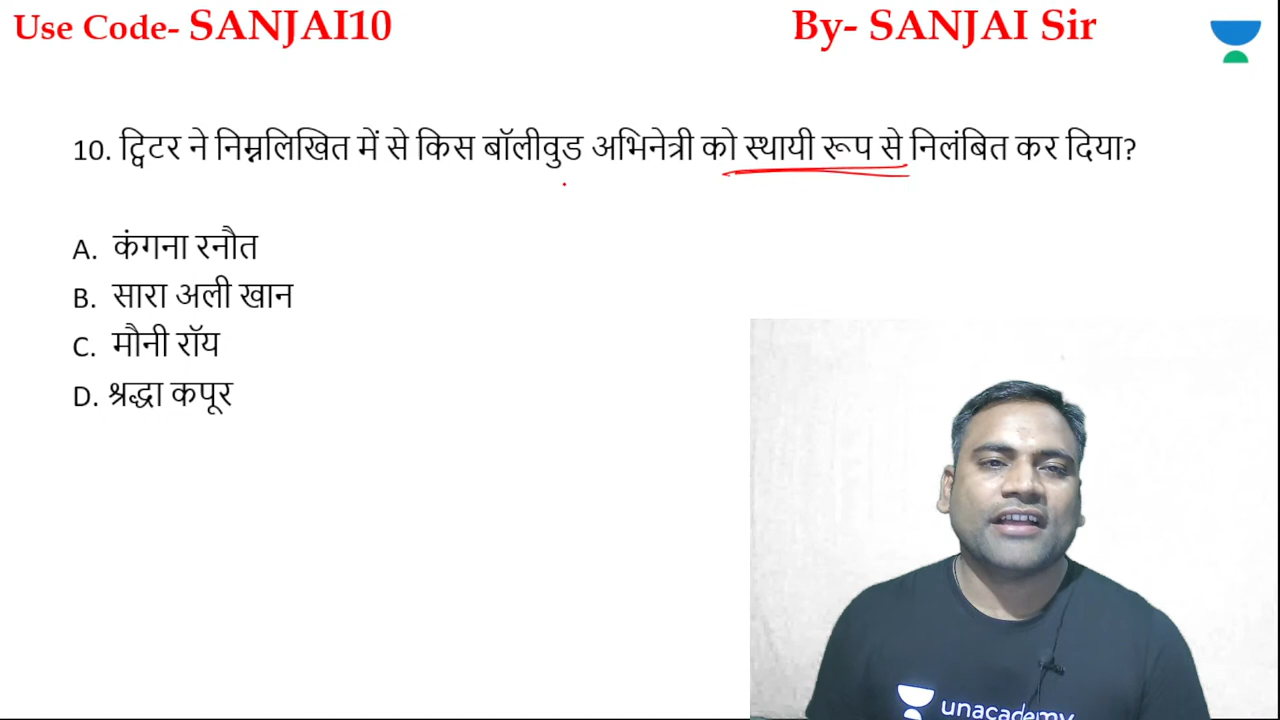 Use Code- SANJAI10
By- SANJAI Sir
10. ट्विटर ने निम्नलिखित में से किस बॉलीवुड अभिनेत्री को स्थायी रूप से निलंबित कर दिया?
A. कंगना रनौत
B. सारा अली खान
C. मौनी रॉय
D. श्रद्धा कपूर
unacademy